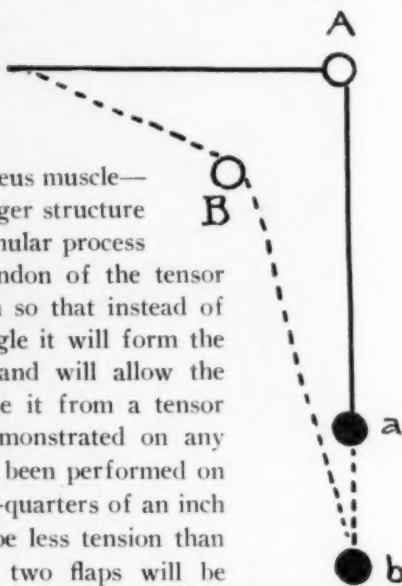 A
eus muscle—
B
ger structure
nular process
ndon of the tensor
so that instead of
gle it will form the
and will allow the
e it from a tensor
monstrated on any
been performed on
a
-quarters of an inch
be less tension than
two flaps will be
b